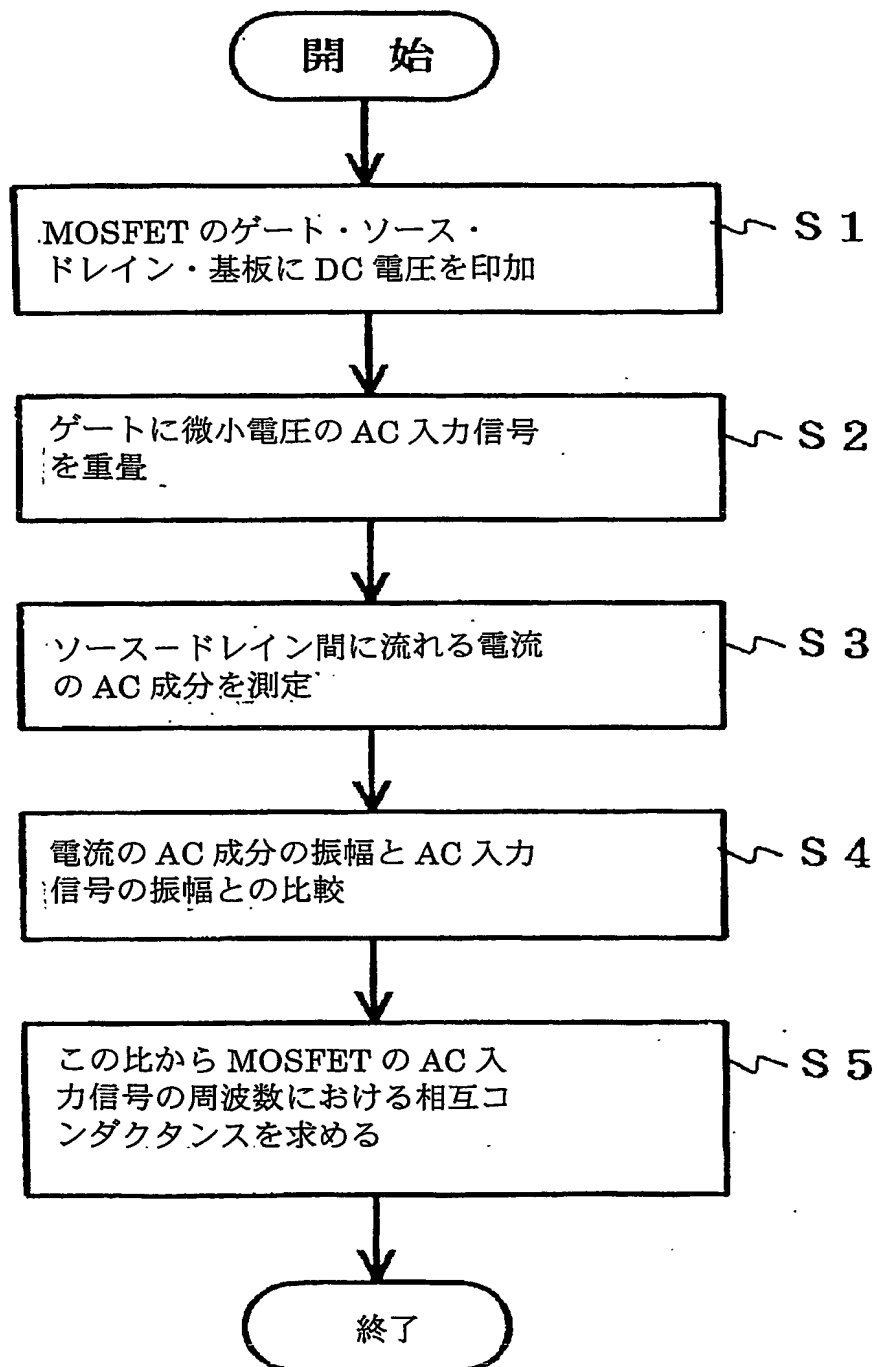 開 始
MOSFET のゲート・ソース・
ドレイン・基板に DC 電圧を印加
S1
ゲートに微小電圧の AC 入力信号
を重畳
S2
ソース－ドレイン間に流れる電流
の AC 成分を測定
S3
電流の AC 成分の振幅と AC 入力
信号の振幅との比較
S4
この比から MOSFET の AC 入
力信号の周波数における相互コ
ンダクタンスを求める
S5
終了